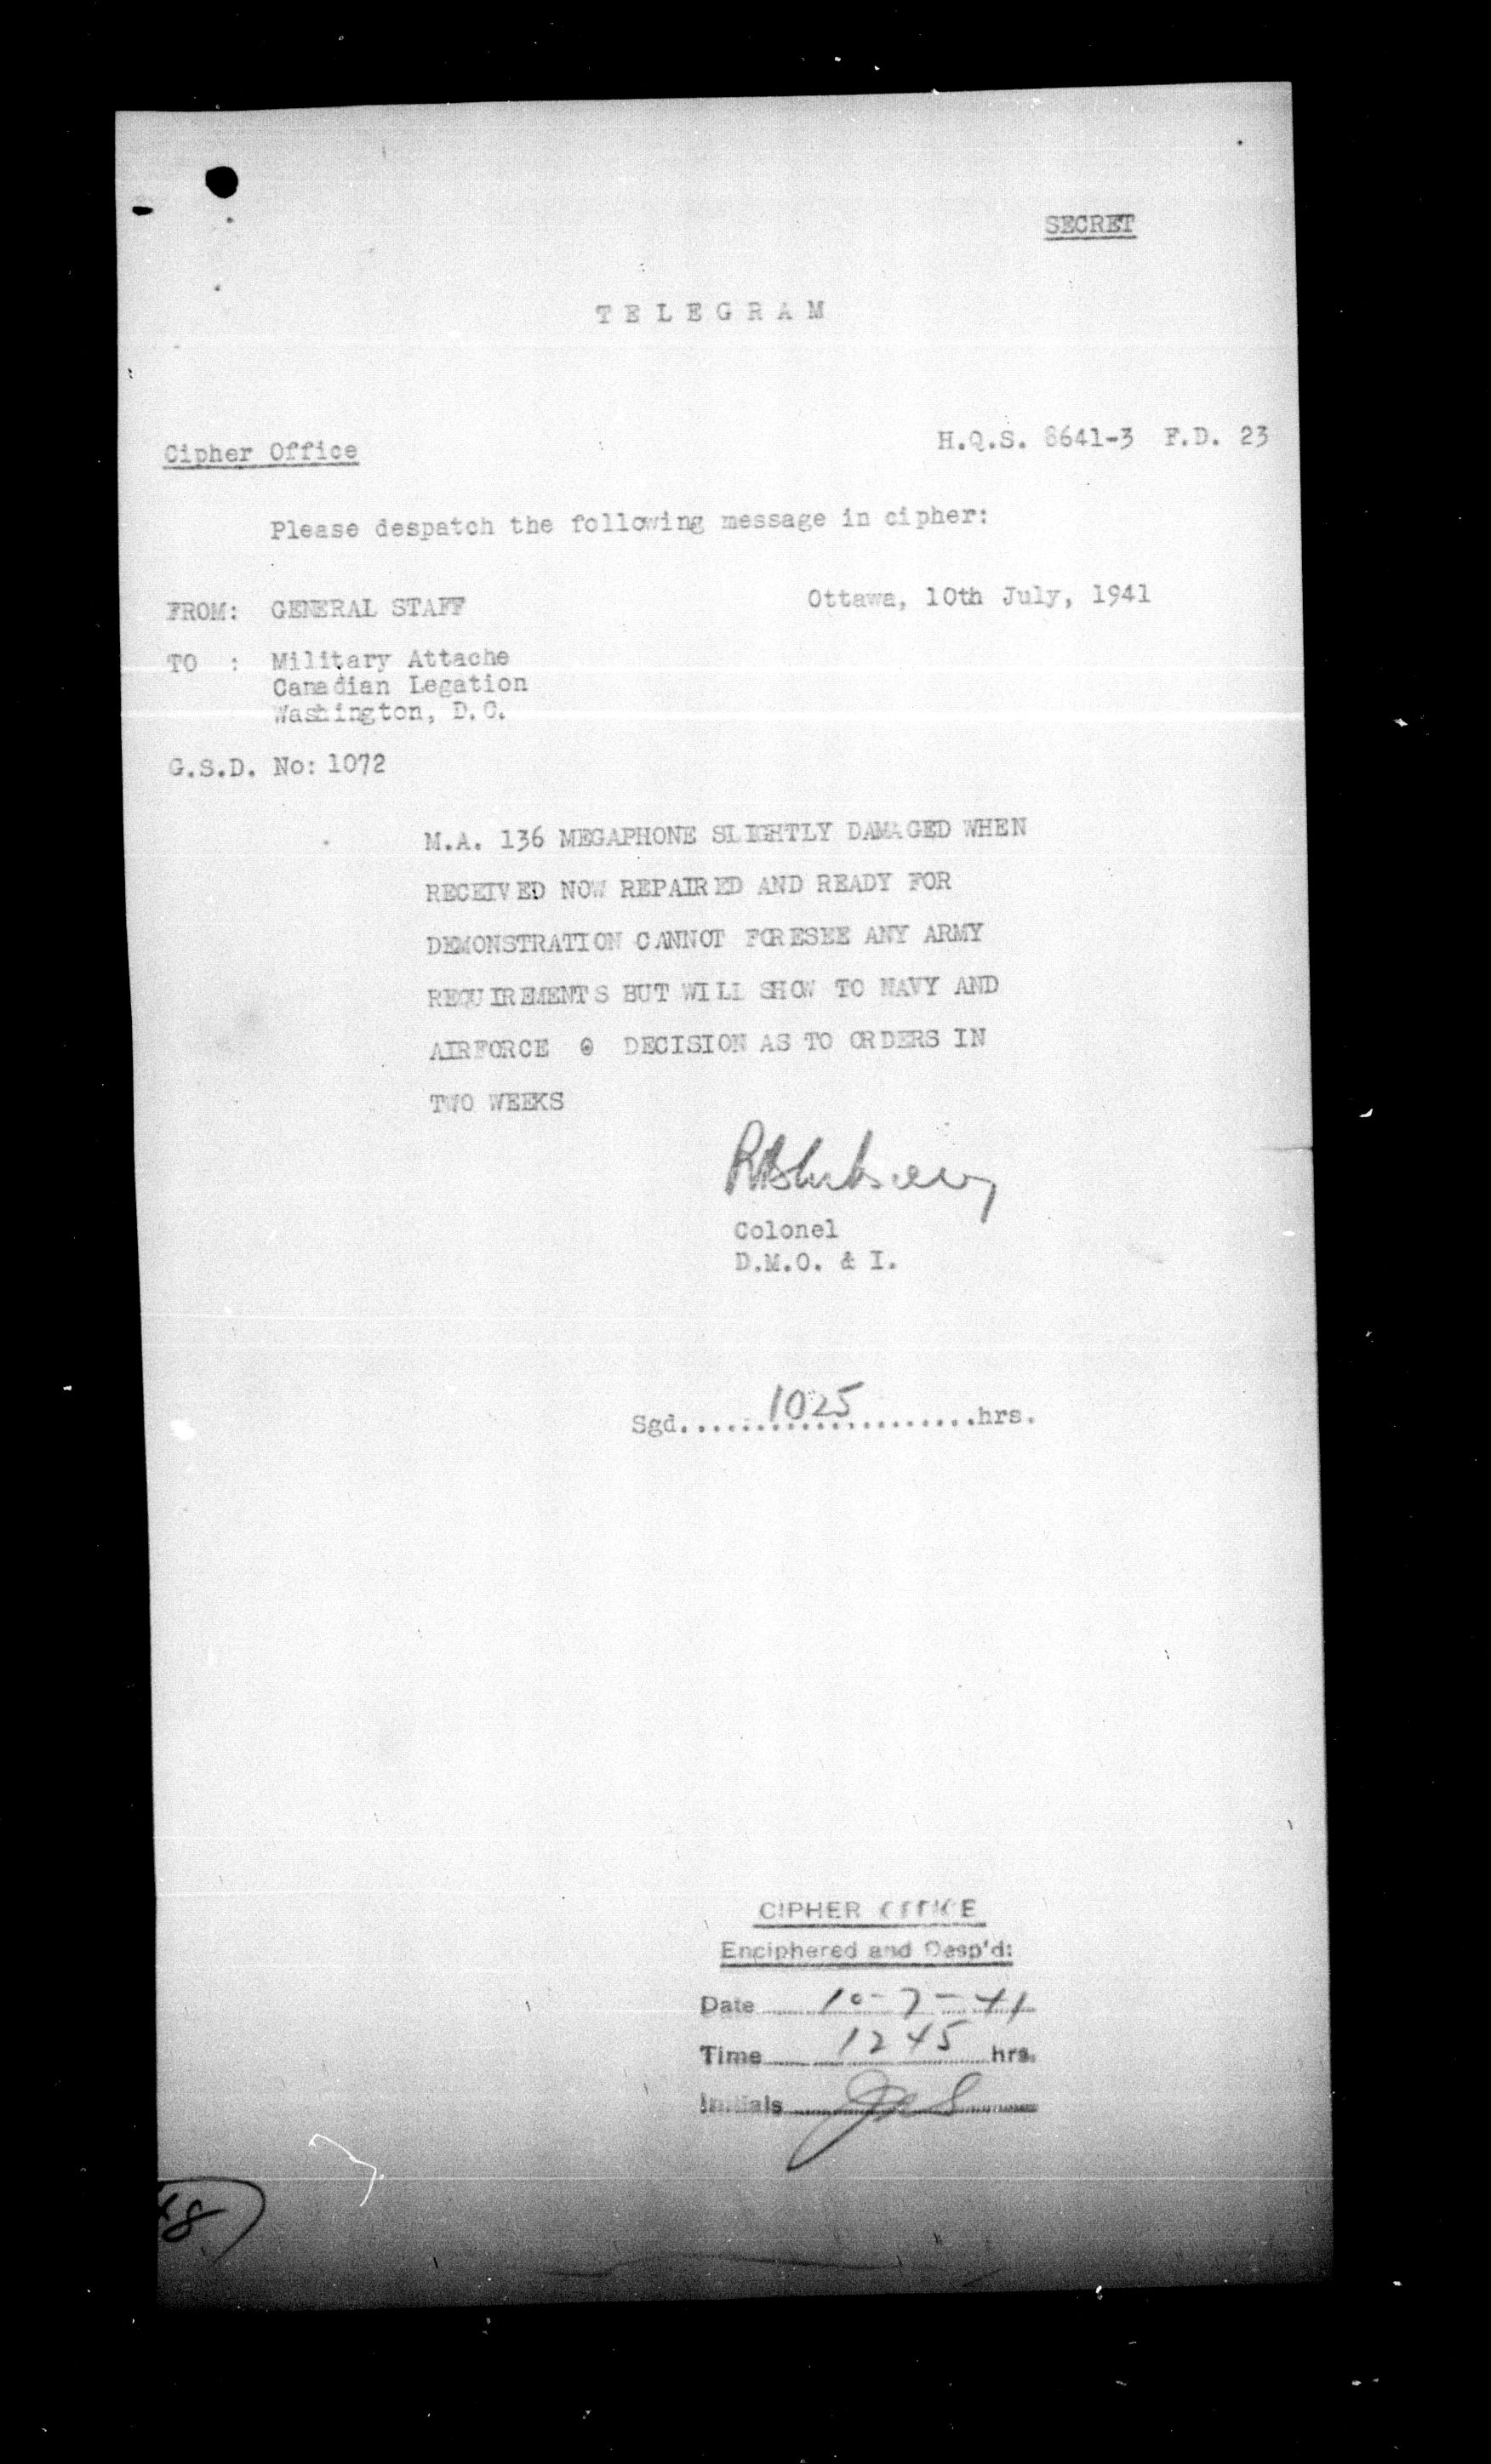 SECRET
TELEGRAM
Cipher Office
H.Q.S. 8641-3 F.D. 23
Please despatch the following message in cipher:
FROM: GENERAL STAFF
Ottawa, 10th July, 1941
TO : Military Attache
Canadian Legation
Washington, D.C.
G.S.D. No: 1072
M.A. 136 MEGAPHONE SLIGHTLY DAMAGED WHEN
RECEIVED NOW REPAIRED AND READY FOR
DEMONSTRATION CANNOT FORESEE ANY ARMY
REQUIREMENTS BUT WILL SHOW TO NAVY AND
AIRFORCE @ DECISION AS TO ORDERS IN
TWO WEEKS
Colonel
D.M.O. & I.
Sgd. 1025 hrs.
CIPHER OFFICE
Enciphered and Desp'd:
Date 10-7-41
Time 1245 hrs.
Initials